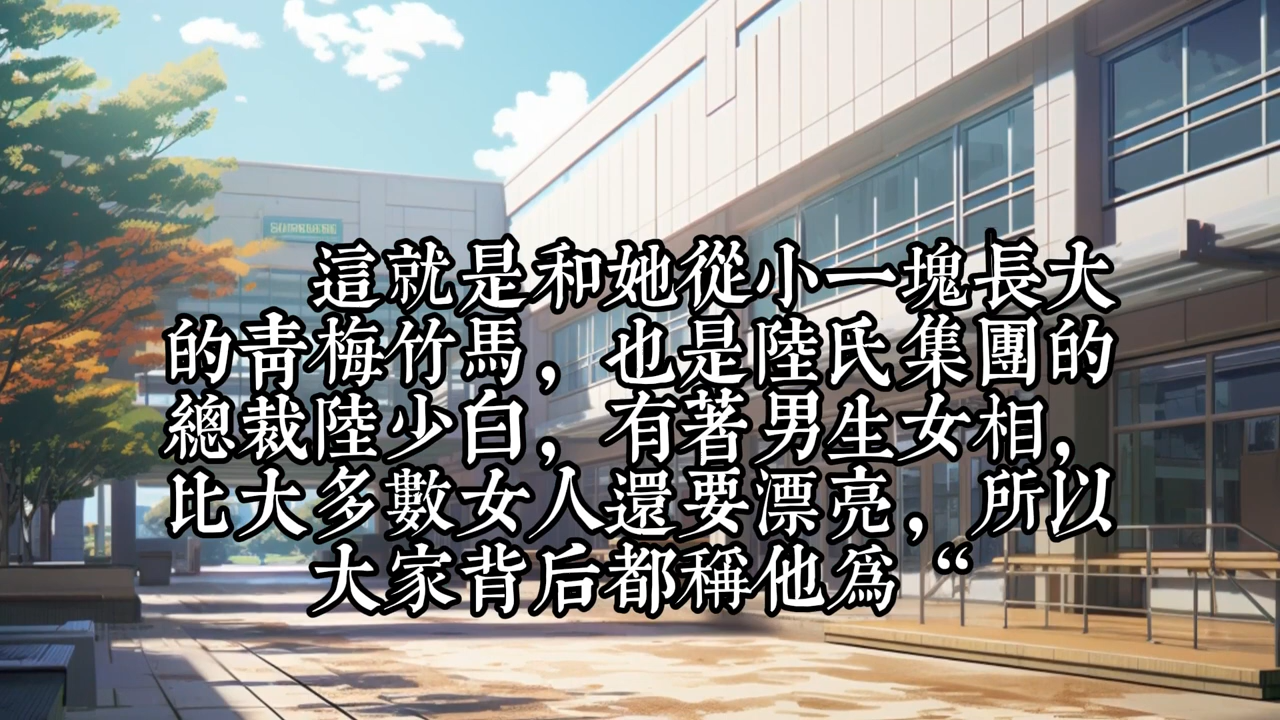 這就是和她從小一塊長大
的青梅竹馬，也是陸氏集團的
總裁陸少白，有著男生女相，
比大多數女人還要漂亮，所以
大家背后都稱他爲“